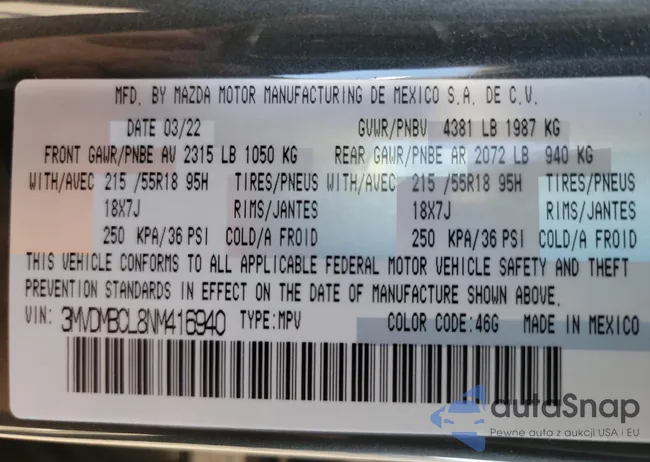 MFD. BY MAZDA MOTOR MANUFACTURING DE MEXICO S.A. DE C.V.
DATE 03/22 GVWR/PNBV 4381 LB 1987 KG
FRONT GAWR/PNBE AV 2315 LB 1050 KG REAR GAWR/PNBE AR 2072 LB 940 KG
WITH/AVEC 215 /55R18 95H TIRES/PNEUS WITH/AVEC 215 /55R18 95H TIRES/PNEUS
18X7J RIMS/JANTES 18X7J RIMS/JANTES
250 KPA/36 PSI COLD/A FROID 250 KPA/36 PSI COLD/A FROID
THIS VEHICLE CONFORMS TO ALL APPLICABLE FEDERAL MOTOR VEHICLE SAFETY AND THEFT
PREVENTION STANDARDS IN EFFECT ON THE DATE OF MANUFACTURE SHOWN ABOVE.
VIN: 3MVDMBCL8NM416940 TYPE:MPV COLOR CODE:46G MADE IN MEXICO
autoSnap
Pewne auta z aukcji USA i EU